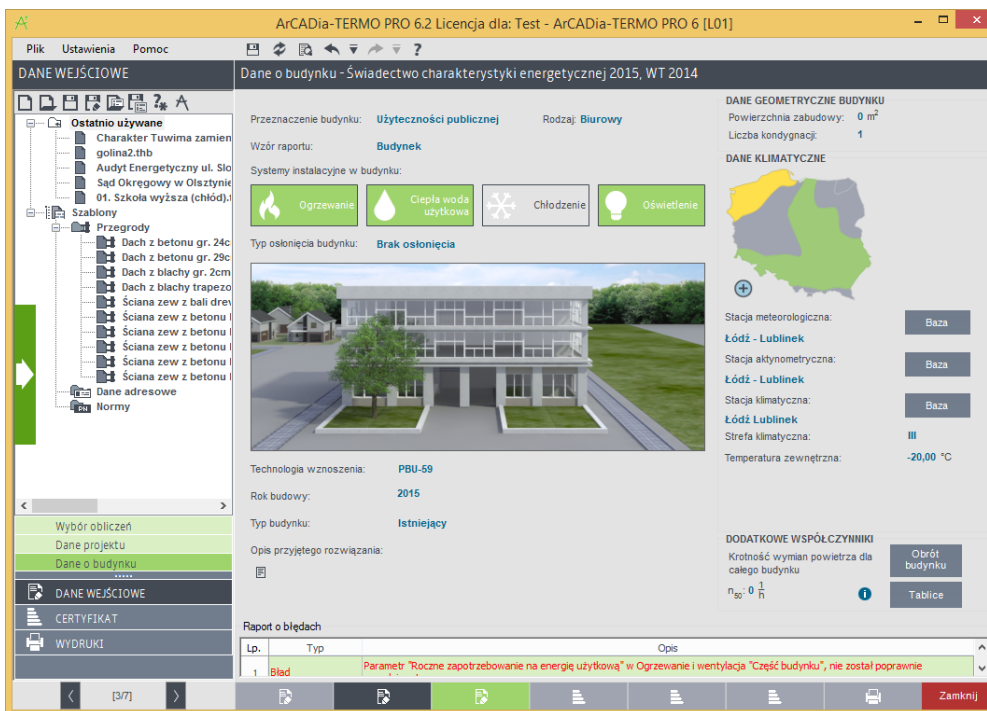 ArCADia-TERMO PRO 6.2 Licencja dla: Test - ArCADia-TERMO PRO 6 [L01]
Plik Ustawienia Pomoc
DANE WEJŚCIOWE
Dane o budynku - Świadectwo charakterystyki energetycznej 2015, WT 2014
Ostatnio używane
Charakter Tuwima zamien
golina2.thb
Audyt Energetyczny ul. Sło
Sąd Okręgowy w Olsztynie
01. Szkoła wyższa (chłód).t
Szablony
Przegrody
Dach z betonu gr. 24c
Dach z betonu gr. 29c
Dach z blachy gr. 2cm
Dach z blachy trapezo
Ściana zew z bali drev
Ściana zew z betonu
Ściana zew z betonu
Ściana zew z betonu
Ściana zew z betonu
Ściana zew z betonu
Dane adresowe
PN Normy
Wybór obliczeń
Dane projektu
Dane o budynku
DANE WEJŚCIOWE
CERTYFIKAT
WYDRUKI
[3/7]
Przeznaczenie budynku: Użyteczności publicznej Rodzaj: Biurowy
Wzór raportu: Budynek
Systemy instalacyjne w budynku:
Ogrzewanie
Ciepła woda
użytkowa
Chłodzenie
Oświetlenie
Typ osłonięcia budynku: Brak osłonięcia
Technologia wznoszenia: PBU-59
Rok budowy: 2015
Typ budynku: Istniejący
Opis przyjętego rozwiązania:
DANE GEOMETRYCZNE BUDYNKU
Powierzchnia zabudowy: 0 m²
Liczba kondygnacji: 1
DANE KLIMATYCZNE
Stacja meteorologiczna:
Baza
Łódź - Lublinek
Stacja aktynometryczna:
Baza
Łódź - Lublinek
Stacja klimatyczna:
Baza
Łódź Lublinek
Strefa klimatyczna: III
Temperatura zewnętrzna: -20,00 °C
DODATKOWE WSPÓŁCZYNNIKI
Krotność wymian powietrza dla
całego budynku
Obrót
budynku
n₅₀: 0 1/h
Tablice
Raport o błędach
Lp. Typ Opis
1 Błąd Parametr "Roczne zapotrzebowanie na energię użytkową" w Ogrzewanie i wentylacja "Część budynku", nie został poprawnie
Zamknij